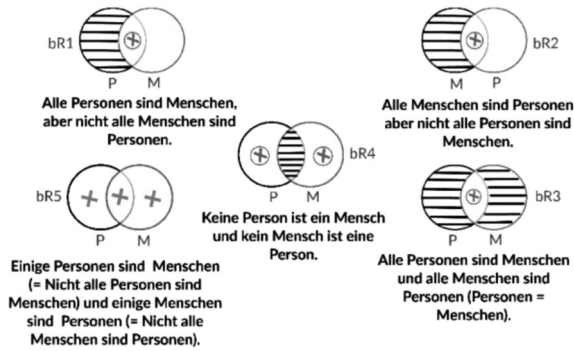 bR1
P M
Alle Personen sind Menschen,
aber nicht alle Menschen sind
Personen.
bR2
M P
Alle Menschen sind Personen
aber nicht alle Personen sind
Menschen.
bR4
P M
Keine Person ist ein Mensch
und kein Mensch ist eine
Person.
bR5
P M
Einige Personen sind Menschen
(= Nicht alle Personen sind
Menschen) und einige Menschen
sind Personen (= Nicht alle
Menschen sind Personen).
bR3
P M
Alle Personen sind Menschen
und alle Menschen sind
Personen (Personen =
Menschen).